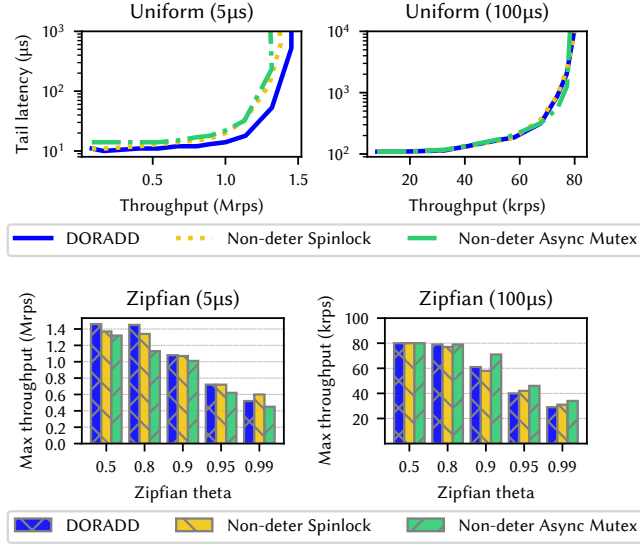 Uniform (5μs)
Uniform (100μs)
Tail latency (μs)
10³
10²
10¹
0.5
1.0
1.5
Throughput (Mrps)
10⁴
10³
10²
20
40
60
80
Throughput (krps)
DORADD
Non-deter Spinlock
Non-deter Async Mutex
Zipfian (5μs)
Zipfian (100μs)
Max throughput (Mrps)
1.4
1.2
1.0
0.8
0.6
0.4
0.2
0.0
0.5
0.8
0.9
0.95
0.99
Zipfian theta
Max throughput (krps)
100
80
60
40
20
0.5
0.8
0.9
0.95
0.99
Zipfian theta
DORADD
Non-deter Spinlock
Non-deter Async Mutex